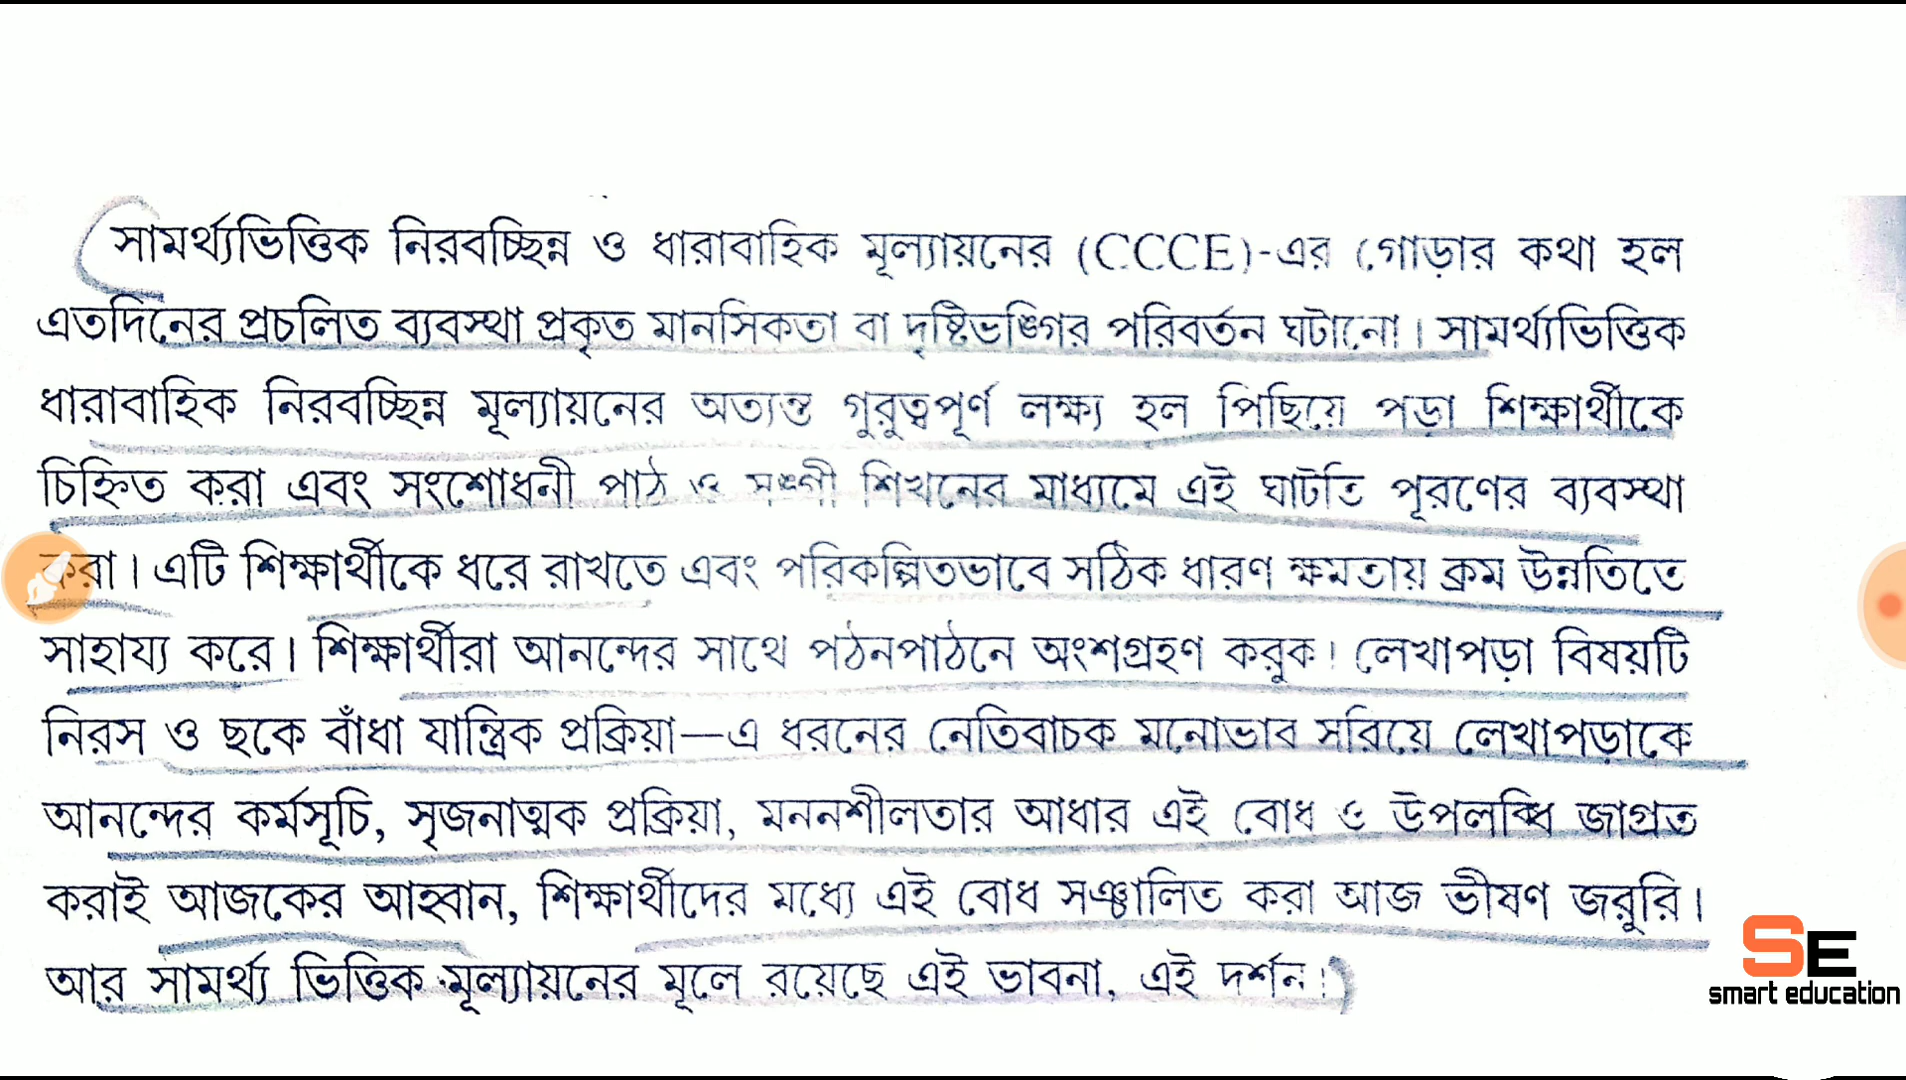 সামর্থ্যভিত্তিক নিরবচ্ছিন্ন ও ধারাবাহিক মূল্যায়নের (CCCE)-এর গোড়ার কথা হল
এতদিনের প্রচলিত ব্যবস্থা প্রকৃত মানসিকতা বা দৃষ্টিভঙ্গির পরিবর্তন ঘটানো। সামর্থ্যভিত্তিক
ধারাবাহিক নিরবচ্ছিন্ন মূল্যায়নের অত্যন্ত গুরুত্বপূর্ণ লক্ষ্য হল পিছিয়ে পড়া শিক্ষার্থীকে
চিহ্নিত করা এবং সংশোধনী পাঠ ও সঙ্গী শিখনের মাধ্যমে এই ঘাটতি পূরণের ব্যবস্থা
করা। এটি শিক্ষার্থীকে ধরে রাখতে এবং পরিকল্পিতভাবে সঠিক ধারণ ক্ষমতায় ক্রম উন্নতিতে
সাহায্য করে। শিক্ষার্থীরা আনন্দের সাথে পঠনপাঠনে অংশগ্রহণ করুক। লেখাপড়া বিষয়টি
নিরস ও ছকে বাঁধা যান্ত্রিক প্রক্রিয়া—এ ধরনের নেতিবাচক মনোভাব সরিয়ে লেখাপড়াকে
আনন্দের কর্মসূচি, সৃজনাত্মক প্রক্রিয়া, মননশীলতার আধার এই বোধ ও উপলব্ধি জাগ্রত
করাই আজকের আহ্বান, শিক্ষার্থীদের মধ্যে এই বোধ সঞ্চালিত করা আজ ভীষণ জরুরি।
আর সামর্থ্য ভিত্তিক মূল্যায়নের মূলে রয়েছে এই ভাবনা, এই দর্শন।
SE
smart education